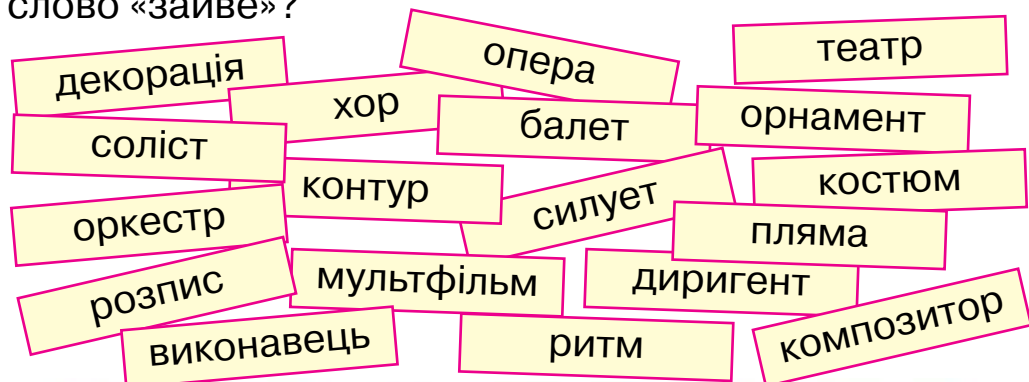 слово «зайве»?
декорація
опера
театр
хор
балет
орнамент
соліст
контур
силует
костюм
оркестр
пляма
розпис
мультфільм
диригент
композитор
виконавець
ритм